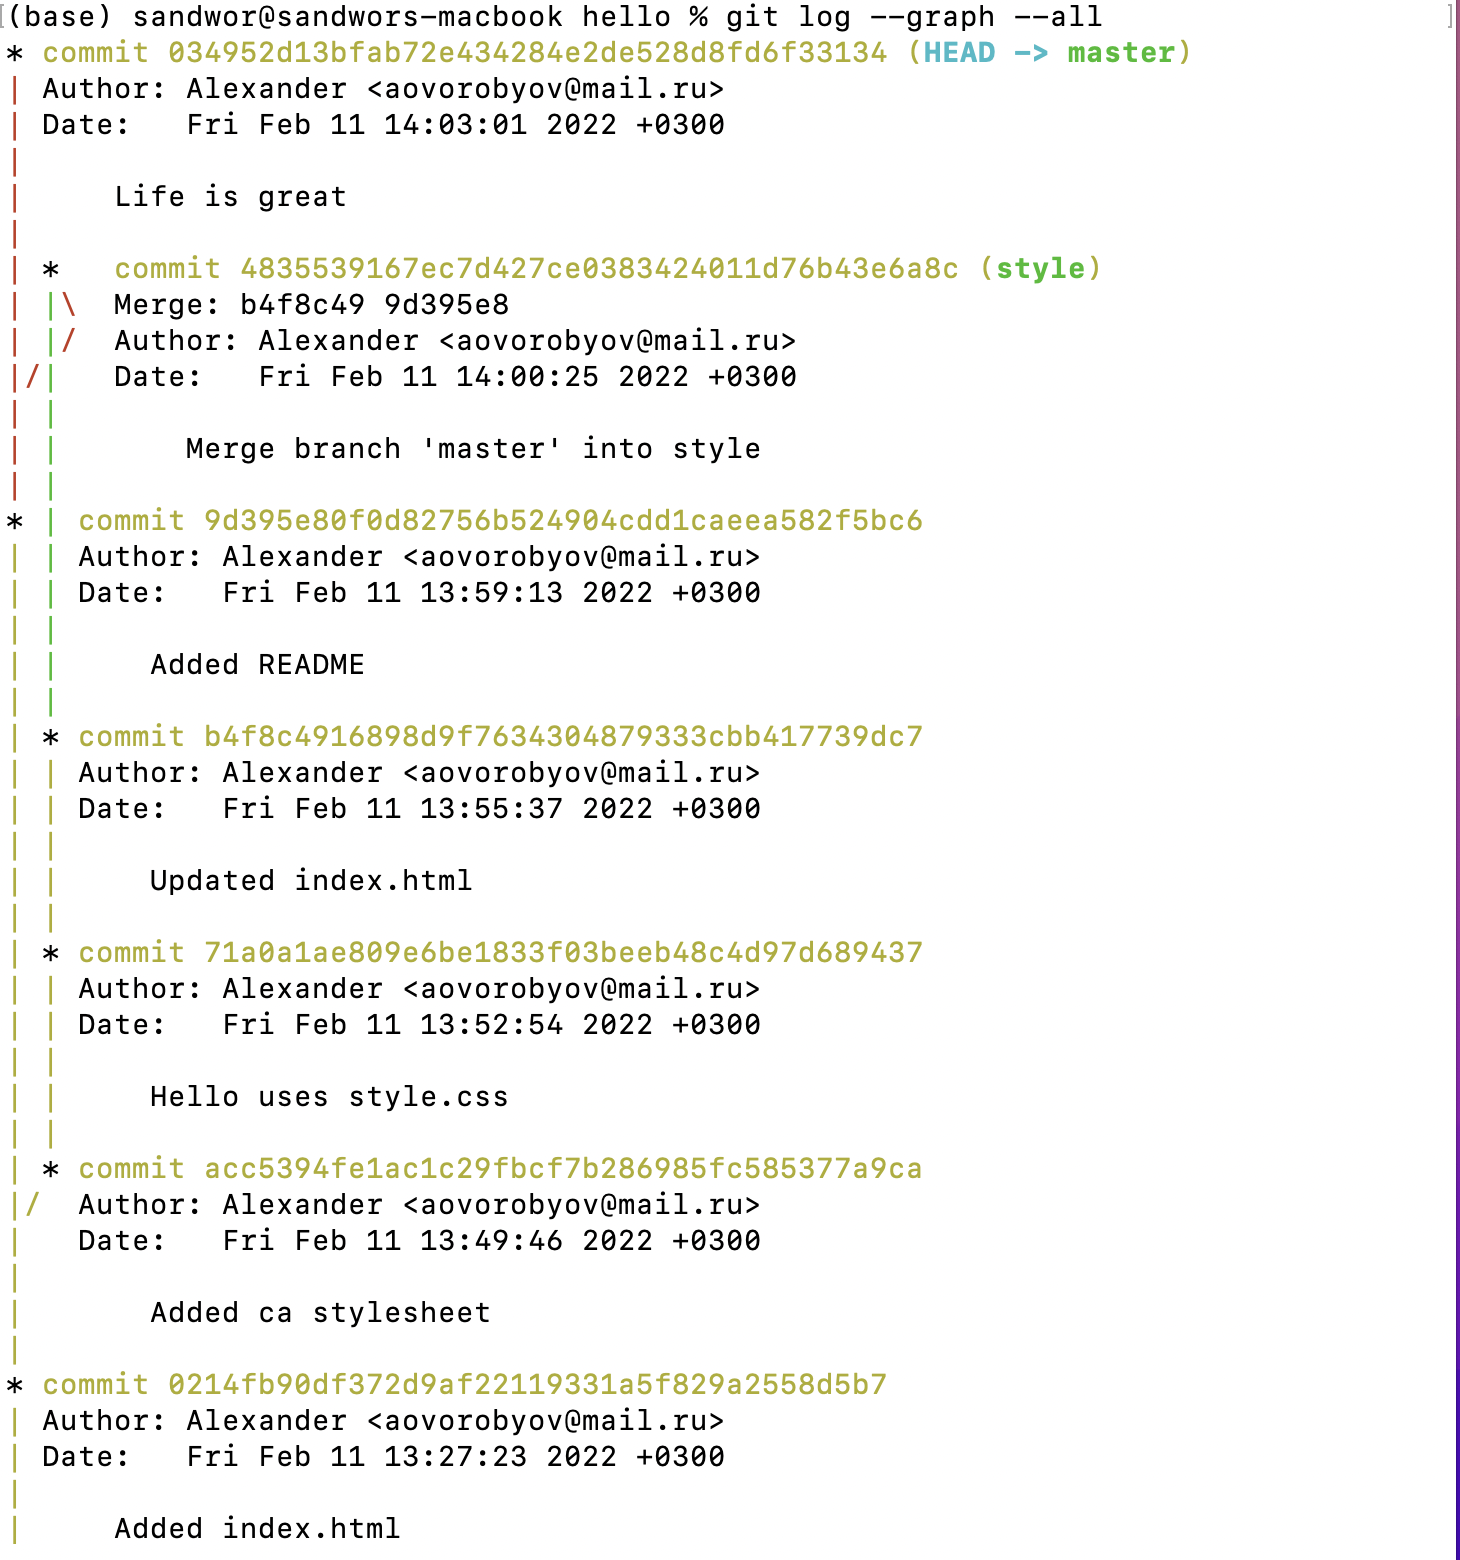 (base) sandwor@sandwors-macbook hello % git log --graph --all
* commit 034952d13bfab72e434284e2de528d8fd6f33134 (HEAD -> master)
| Author: Alexander <aovorobyov@mail.ru>
| Date:   Fri Feb 11 14:03:01 2022 +0300
|
|     Life is great
|
| *   commit 4835539167ec7d427ce0383424011d76b43e6a8c (style)
| |\  Merge: b4f8c49 9d395e8
| |/  Author: Alexander <aovorobyov@mail.ru>
|/|   Date:   Fri Feb 11 14:00:25 2022 +0300
| |
| |       Merge branch 'master' into style
| |
* | commit 9d395e80f0d82756b524904cdd1caeea582f5bc6
| | Author: Alexander <aovorobyov@mail.ru>
| | Date:   Fri Feb 11 13:59:13 2022 +0300
| |
| |     Added README
| |
| * commit b4f8c4916898d9f7634304879333cbb417739dc7
| | Author: Alexander <aovorobyov@mail.ru>
| | Date:   Fri Feb 11 13:55:37 2022 +0300
| |
| |     Updated index.html
| |
| * commit 71a0a1ae809e6be1833f03beeb48c4d97d689437
| | Author: Alexander <aovorobyov@mail.ru>
| | Date:   Fri Feb 11 13:52:54 2022 +0300
| |
| |     Hello uses style.css
| |
| * commit acc5394fe1ac1c29fbcf7b286985fc585377a9ca
|/  Author: Alexander <aovorobyov@mail.ru>
|   Date:   Fri Feb 11 13:49:46 2022 +0300
|
|       Added ca stylesheet
|
* commit 0214fb90df372d9af22119331a5f829a2558d5b7
| Author: Alexander <aovorobyov@mail.ru>
| Date:   Fri Feb 11 13:27:23 2022 +0300
|
|     Added index.html